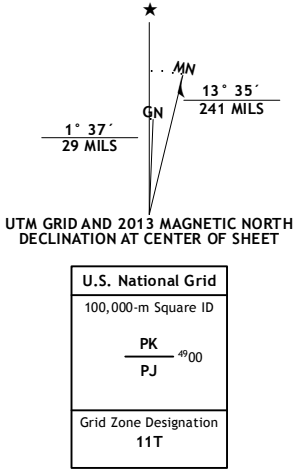 MN
GN
13° 35´
241 MILS
1° 37´
29 MILS
UTM GRID AND 2013 MAGNETIC NORTH
DECLINATION AT CENTER OF SHEET
U.S. National Grid
100,000-m Square ID
PK
4900
PJ
Grid Zone Designation
11T